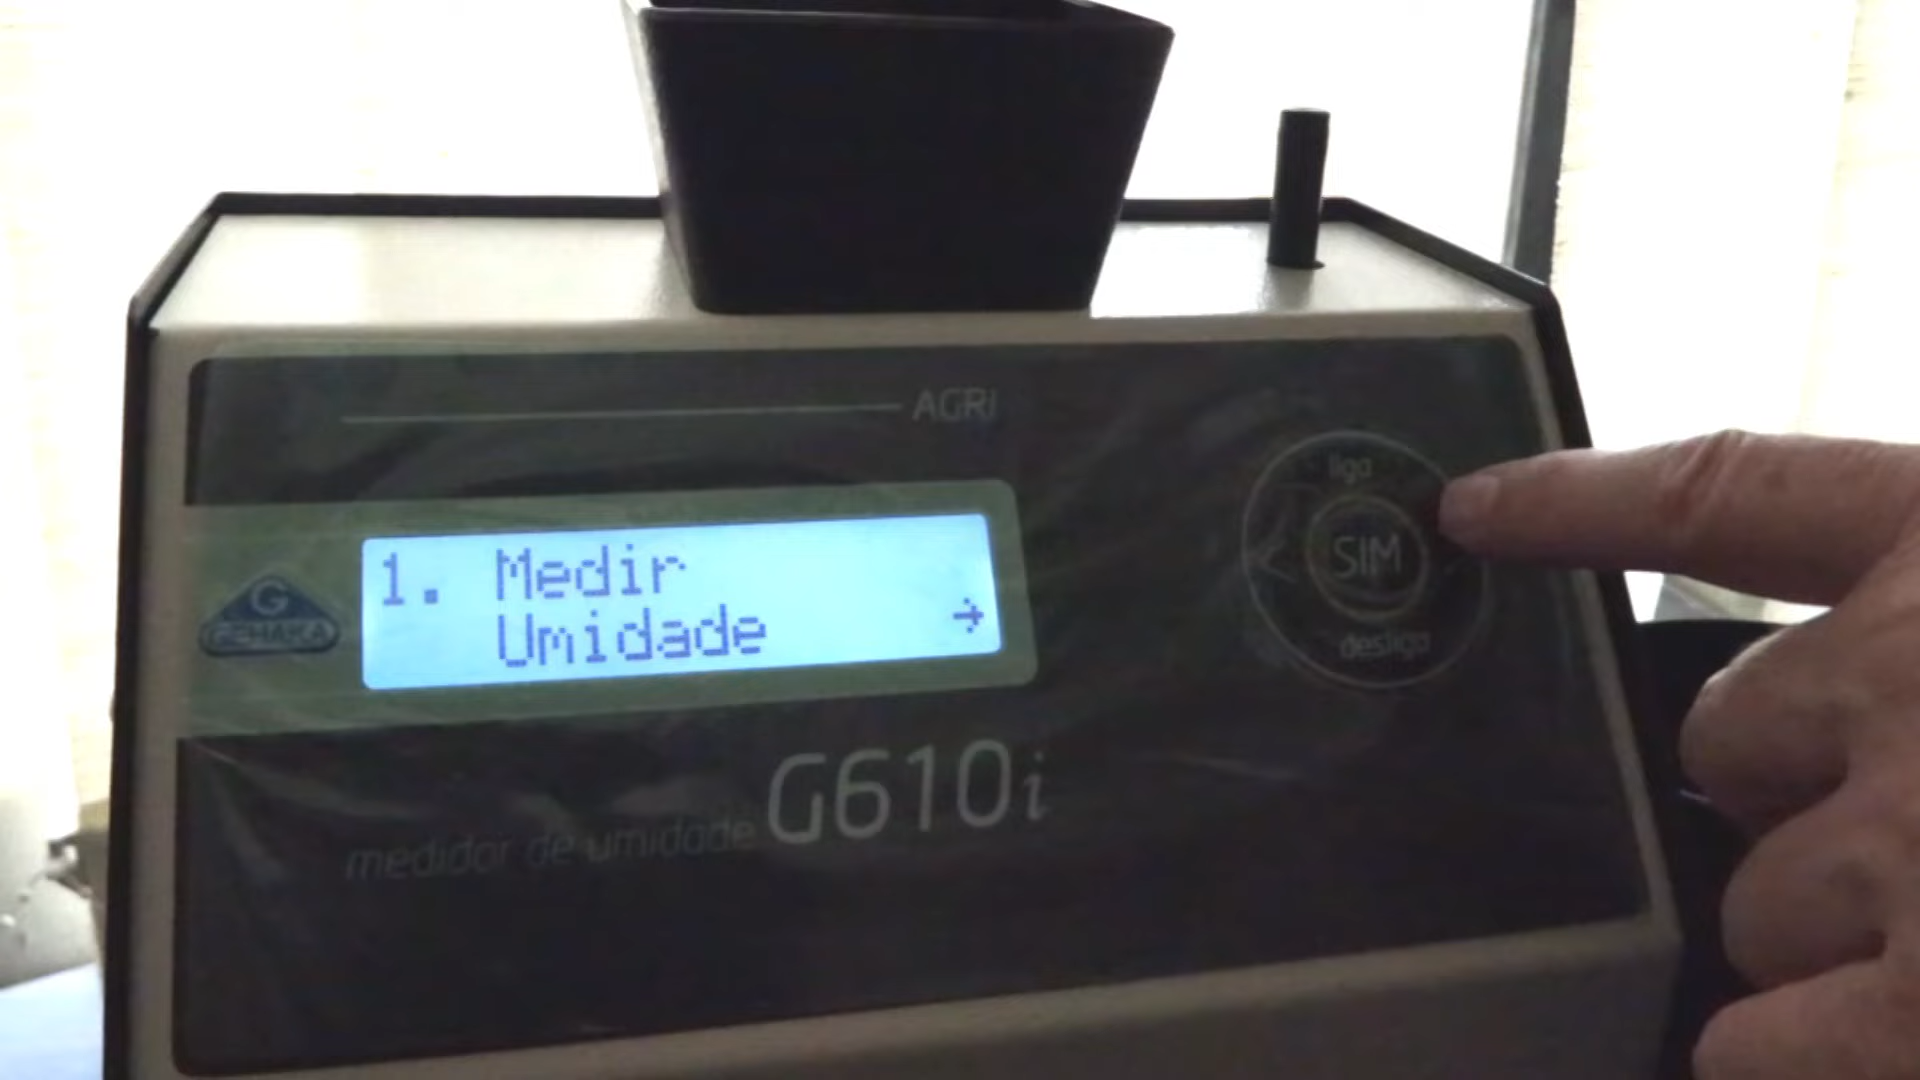 AGRI
liga
1. Medir
Umidade →
< SIM >
G
GEHAKA
desliga
medidor de umidade G610i